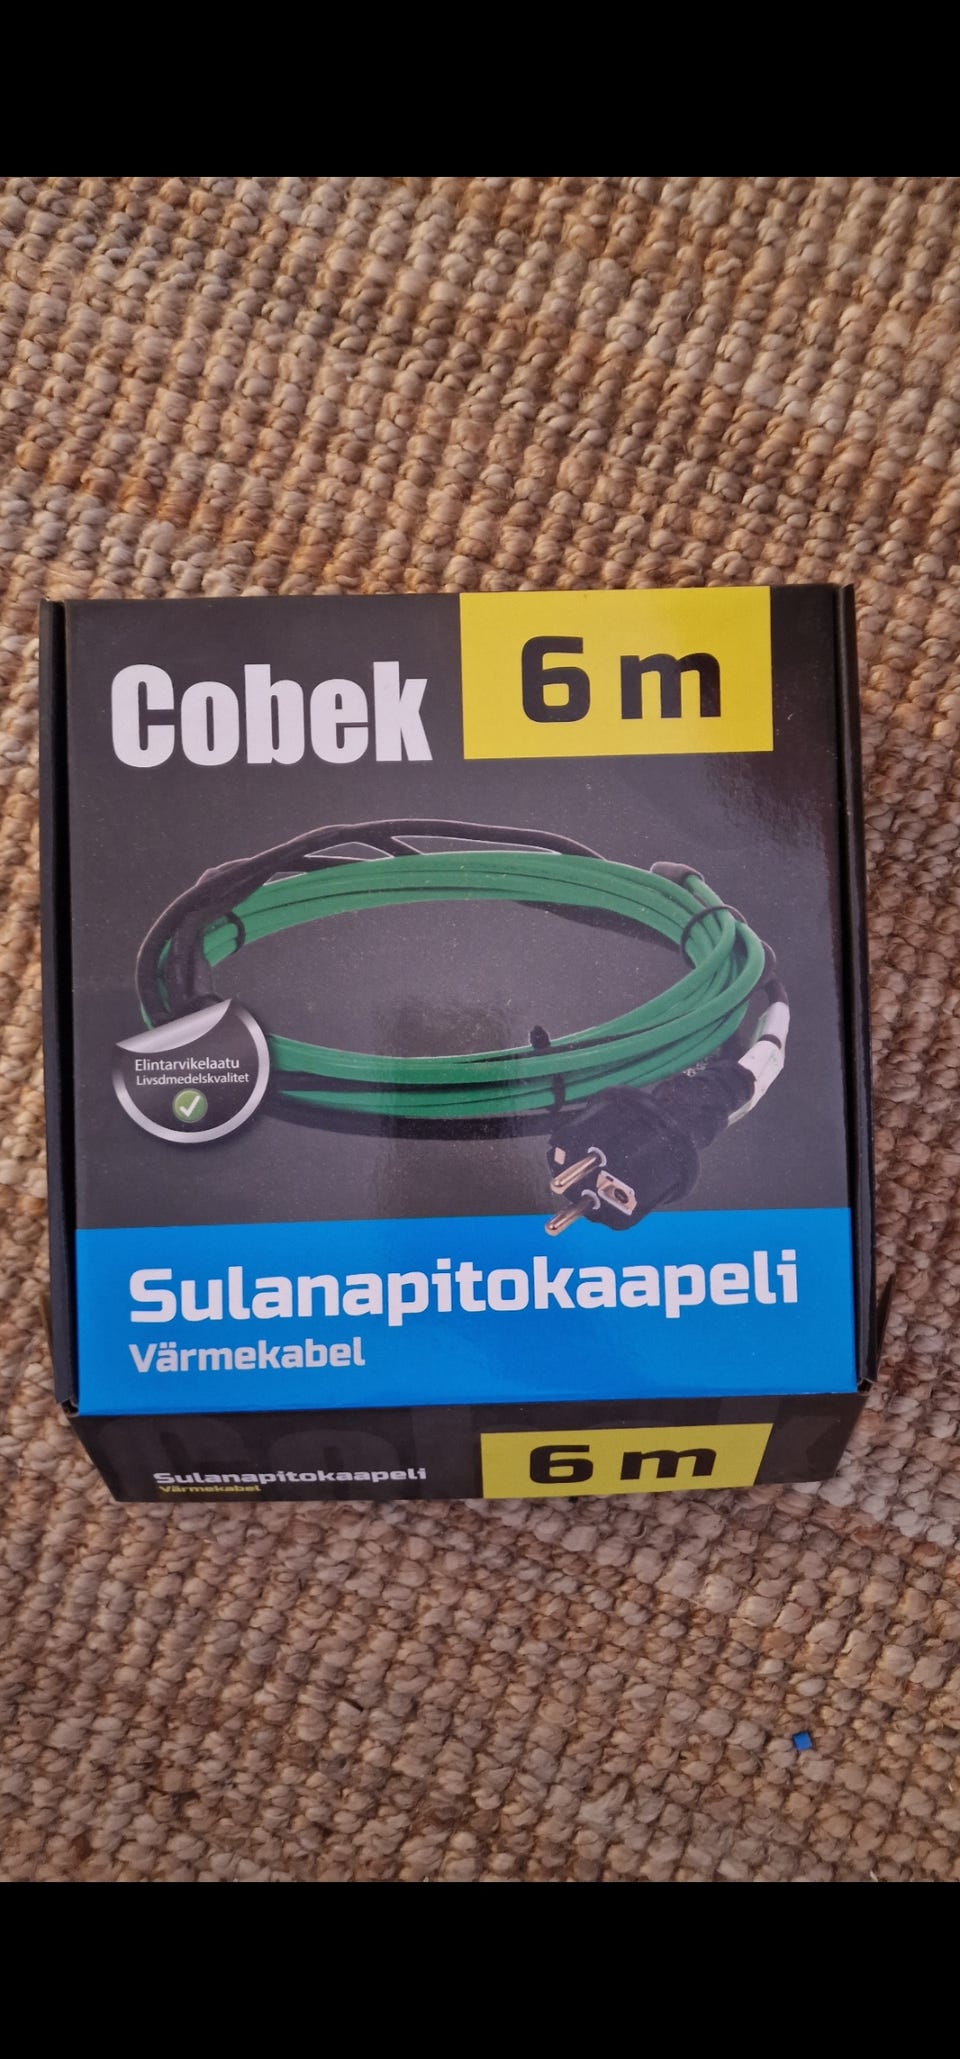 Cobek
6 m
Elintarvikelaatu
Livsdmedelskvalitet
Sulanapitokaapeli
Värmekabel
Sulanapitokaapeli
Värmekabel
6 m